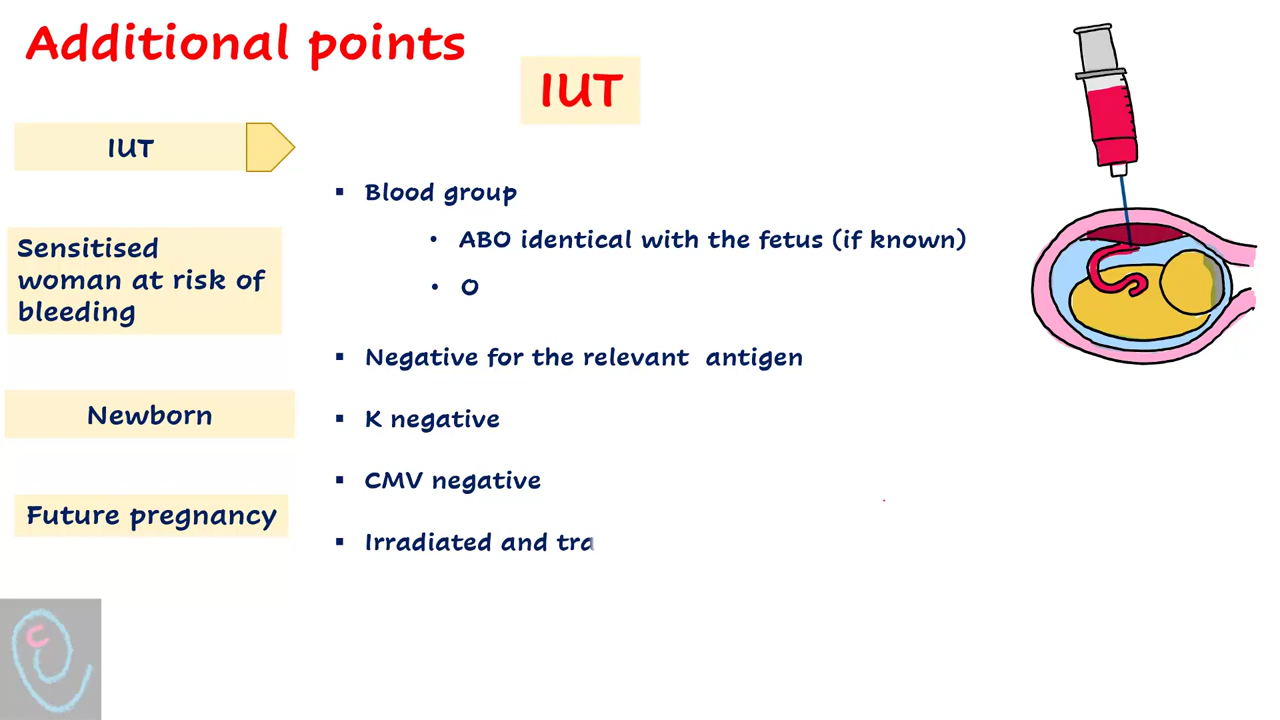 Additional points
IUT
IUT
Sensitised
woman at risk of
bleeding
Newborn
Future pregnancy
▪ Blood group
• ABO identical with the fetus (if known)
• O
▪ Negative for the relevant antigen
▪ K negative
▪ CMV negative
▪ Irradiated and tra